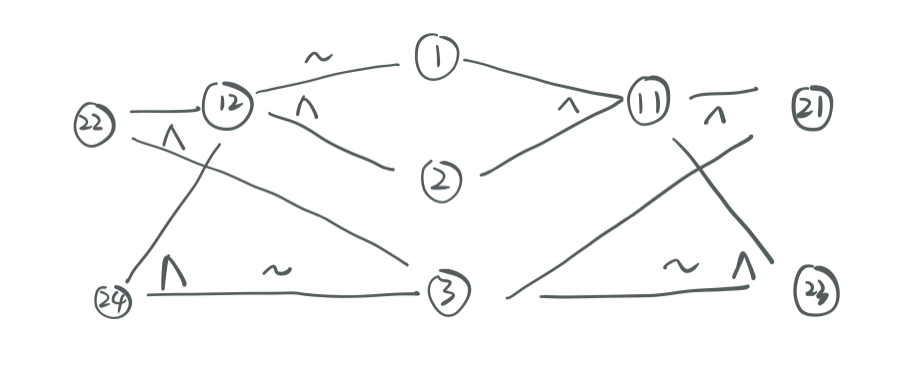 ~ 1
22 ∧ 12 ∧ ∧ 11 ∧ 21
2
24 ∧ ~ 3 ~ ∧ 23